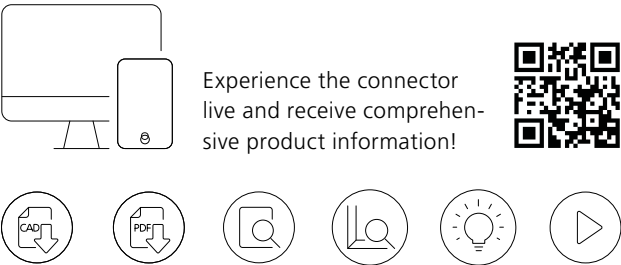 Experience the connector
live and receive comprehen-
sive product information!
CAD
PDF